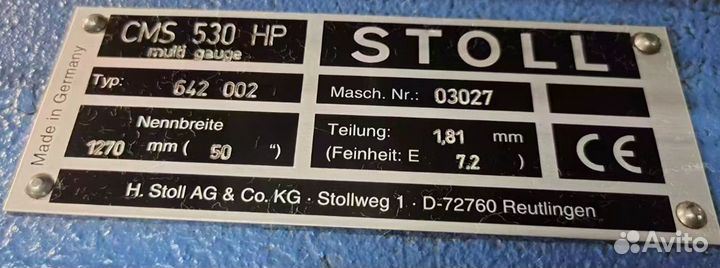 Made in Germany
CMS 530 HP
multi gauge
STOLL
Typ: 642 002
Masch. Nr.: 03027
Nennbreite
1270 mm ( 50 “)
Teilung: 1,81 mm
(Feinheit: E 7.2 )
CE
H. Stoll AG & Co. KG · Stollweg 1 · D-72760 Reutlingen
Avito